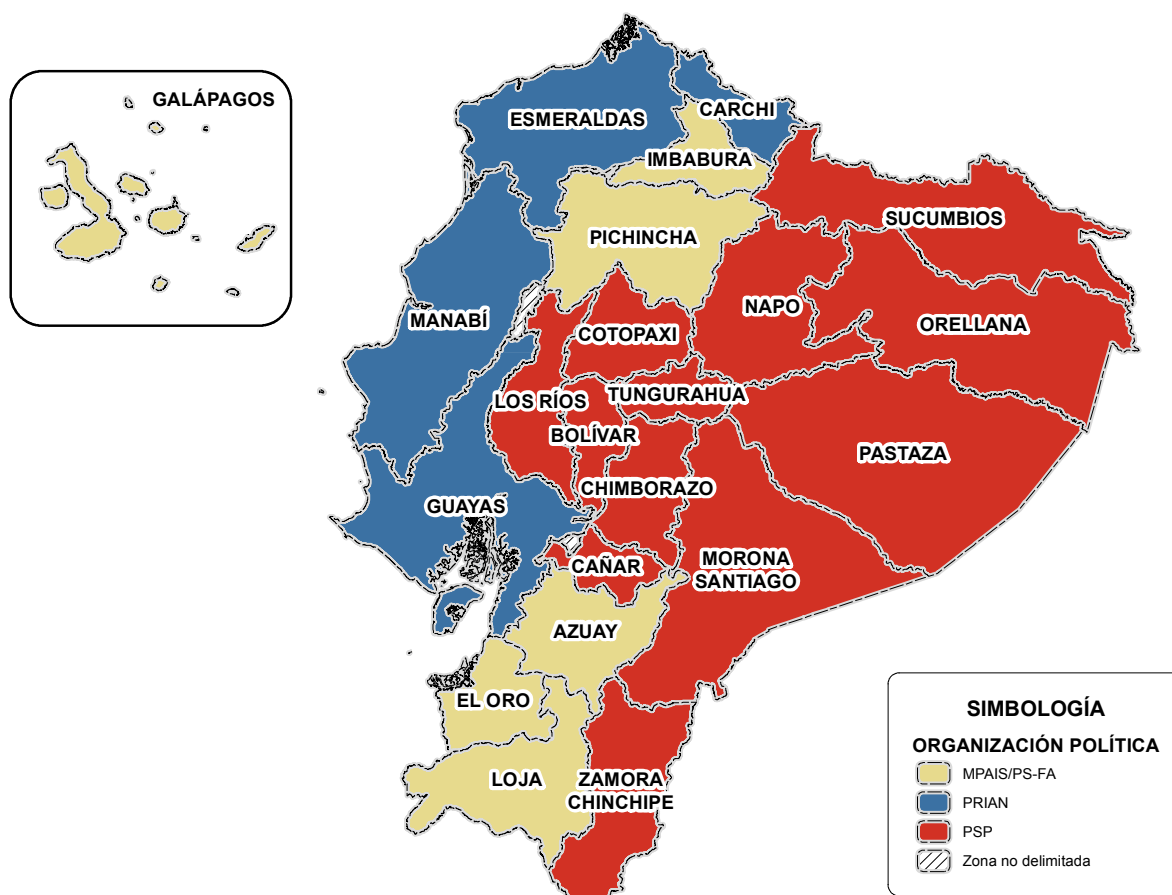 GALÁPAGOS
ESMERALDAS
CARCHI
IMBABURA
SUCUMBIOS
PICHINCHA
NAPO
ORELLANA
MANABÍ
COTOPAXI
TUNGURAHUA
LOS RÍOS
BOLÍVAR
PASTAZA
CHIMBORAZO
GUAYAS
MORONA
SANTIAGO
CAÑAR
AZUAY
EL ORO
LOJA
ZAMORA
CHINCHIPE
SIMBOLOGÍA
ORGANIZACIÓN POLÍTICA
MPAIS/PS-FA
PRIAN
PSP
Zona no delimitada